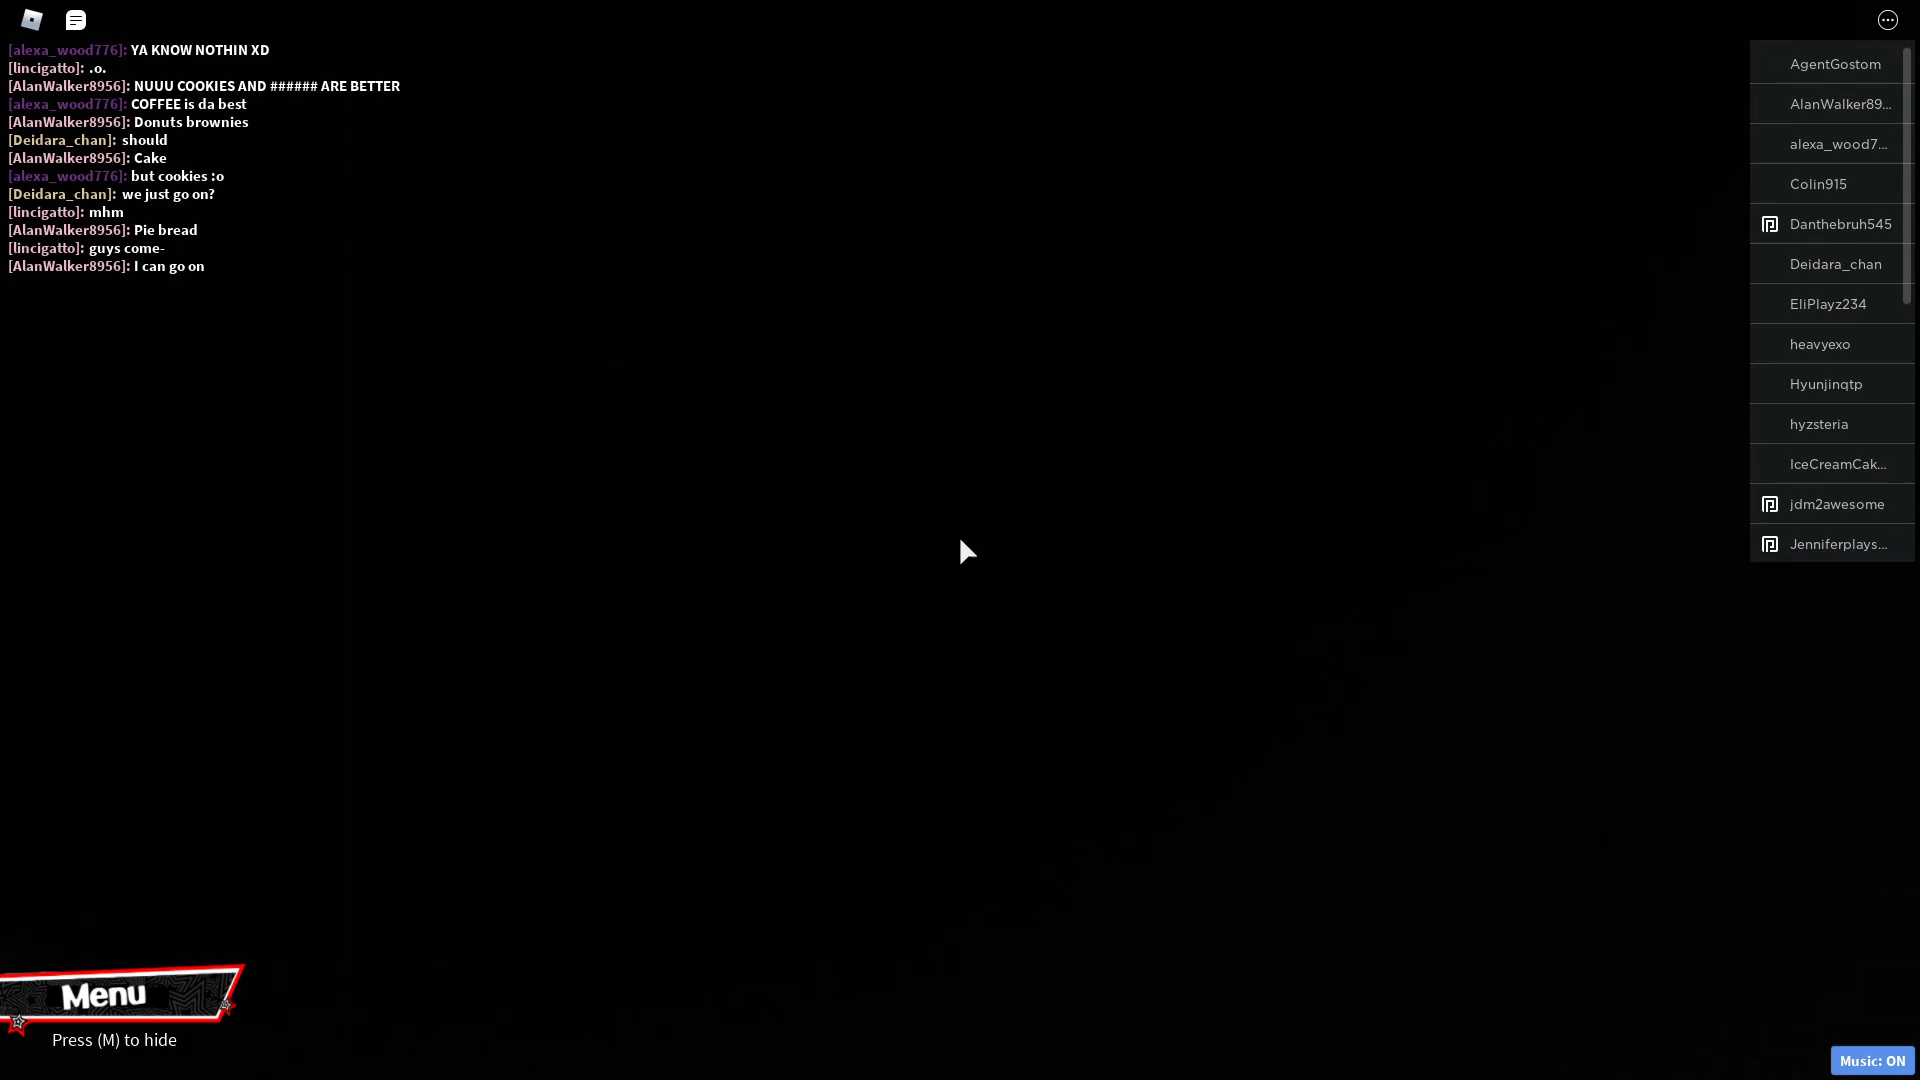 [alexa_wood776]: YA KNOW NOTHIN XD
[lincigatto]: .o.
[AlanWalker8956]: NUUU COOKIES AND ###### ARE BETTER
[alexa_wood776]: COFFEE is da best
[AlanWalker8956]: Donuts brownies
[Deidara_chan]: should
[AlanWalker8956]: Cake
[alexa_wood776]: but cookies :o
[Deidara_chan]: we just go on?
[lincigatto]: mhm
[AlanWalker8956]: Pie bread
[lincigatto]: guys come-
[AlanWalker8956]: I can go on
AgentGostom
AlanWalker89...
alexa_wood7...
Colin915
Danthebruh545
Deidara_chan
EliPlayz234
heavyexo
Hyunjinqtp
hyzsteria
IceCreamCak...
jdm2awesome
Jenniferplays...
Menu
Press (M) to hide
Music: ON